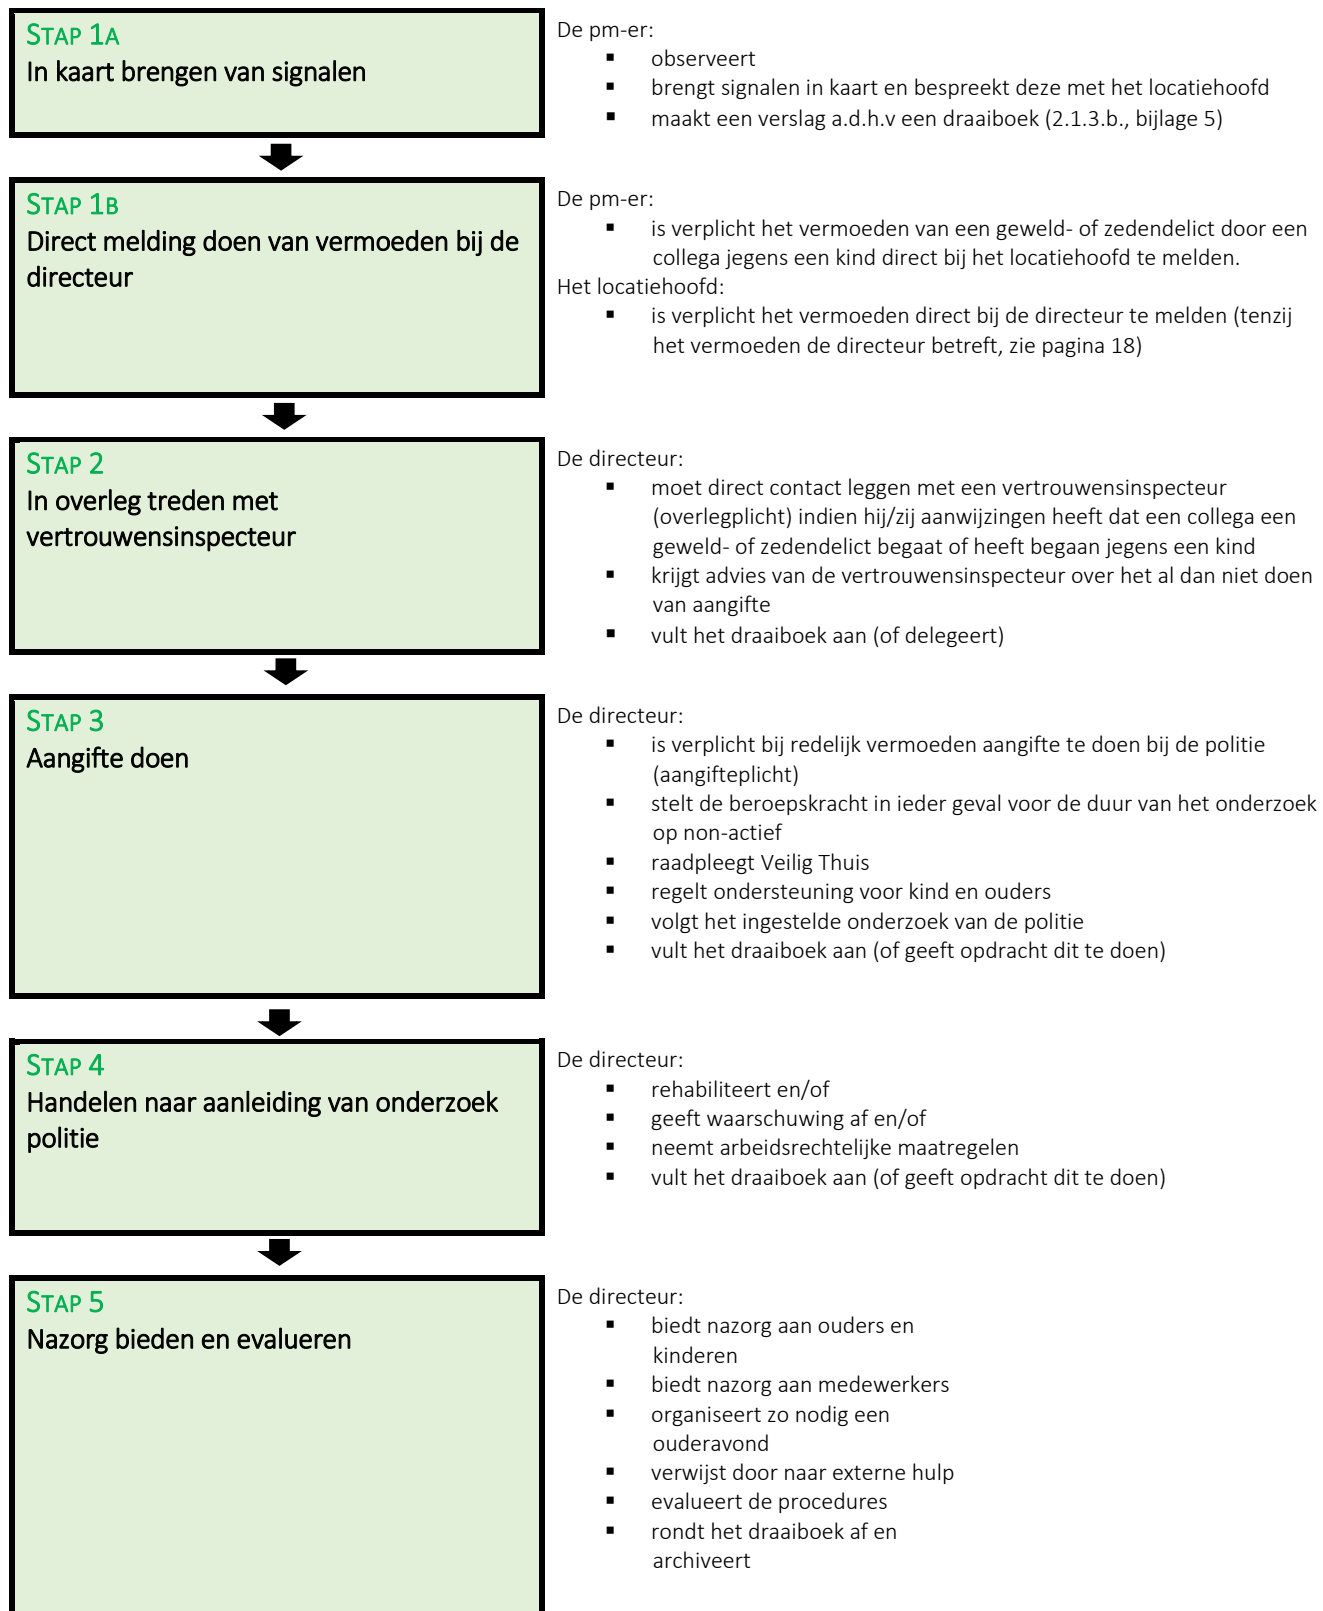 STAP 1A
In kaart brengen van signalen
De pm-er:
▪ observeert
▪ brengt signalen in kaart en bespreekt deze met het locatiehoofd
▪ maakt een verslag a.d.h.v een draaiboek (2.1.3.b., bijlage 5)
STAP 1B
Direct melding doen van vermoeden bij de
directeur
De pm-er:
▪ is verplicht het vermoeden van een geweld- of zedendelict door een
collega jegens een kind direct bij het locatiehoofd te melden.
Het locatiehoofd:
▪ is verplicht het vermoeden direct bij de directeur te melden (tenzij
het vermoeden de directeur betreft, zie pagina 18)
STAP 2
In overleg treden met
vertrouwensinspecteur
De directeur:
▪ moet direct contact leggen met een vertrouwensinspecteur
(overlegplicht) indien hij/zij aanwijzingen heeft dat een collega een
geweld- of zedendelict begaat of heeft begaan jegens een kind
▪ krijgt advies van de vertrouwensinspecteur over het al dan niet doen
van aangifte
▪ vult het draaiboek aan (of delegeert)
STAP 3
Aangifte doen
De directeur:
▪ is verplicht bij redelijk vermoeden aangifte te doen bij de politie
(aangifteplicht)
▪ stelt de beroepskracht in ieder geval voor de duur van het onderzoek
op non-actief
▪ raadpleegt Veilig Thuis
▪ regelt ondersteuning voor kind en ouders
▪ volgt het ingestelde onderzoek van de politie
▪ vult het draaiboek aan (of geeft opdracht dit te doen)
STAP 4
Handelen naar aanleiding van onderzoek
politie
De directeur:
▪ rehabiliteert en/of
▪ geeft waarschuwing af en/of
▪ neemt arbeidsrechtelijke maatregelen
▪ vult het draaiboek aan (of geeft opdracht dit te doen)
STAP 5
Nazorg bieden en evalueren
De directeur:
▪ biedt nazorg aan ouders en
kinderen
▪ biedt nazorg aan medewerkers
▪ organiseert zo nodig een
ouderavond
▪ verwijst door naar externe hulp
▪ evalueert de procedures
▪ rondt het draaiboek af en
archiveert